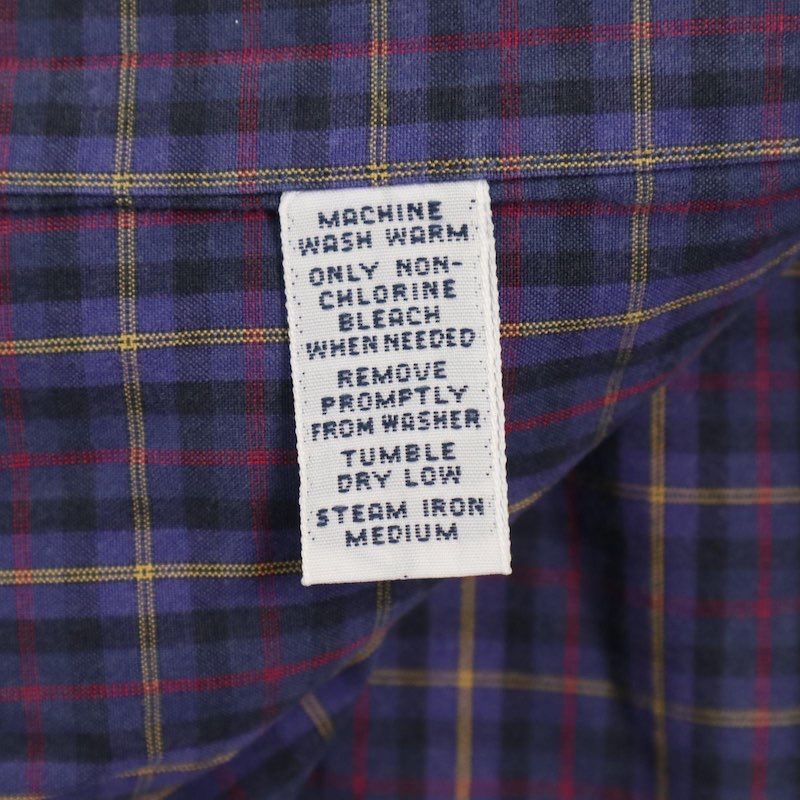 MACHINE
WASH WARM
ONLY NON-
CHLORINE
BLEACH
WHEN NEEDED
REMOVE
PROMPTLY
FROM WASHER
TUMBLE
DRY LOW
STEAM IRON
MEDIUM